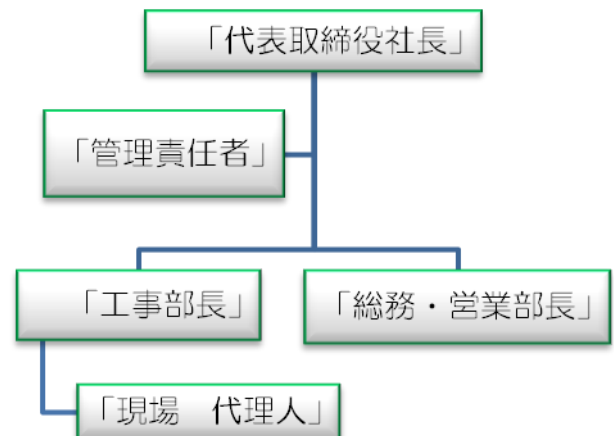 「代表取締役社長」
「管理責任者」
「工事部長」
「総務・営業部長」
「現場　代理人」